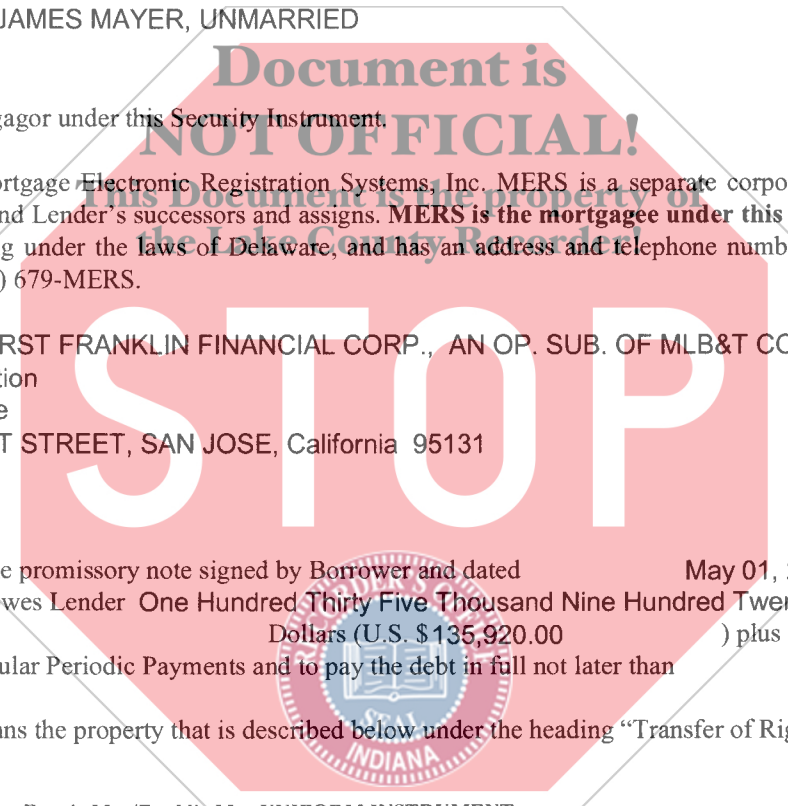 JAMES MAYER, UNMARRIED
Document is
gagor under this Security Instrument.
NOT OFFICIAL!
ortgage Electronic Registration Systems, Inc. MERS is a separate corpo
This Document is the property of
nd Lender's successors and assigns. MERS is the mortgagee under this
the Lake County Recorder!
g under the laws of Delaware, and has an address and telephone numb
) 679-MERS.
STOP
RST FRANKLIN FINANCIAL CORP., AN OP. SUB. OF MLB&T CO
tion
e
T STREET, SAN JOSE, California 95131
e promissory note signed by Borrower and dated May 01,
wes Lender One Hundred Thirty Five Thousand Nine Hundred Twen
Dollars (U.S. $135,920.00 ) plus
ular Periodic Payments and to pay the debt in full not later than
RECORDER'S OFFICE
SEAL
INDIANA
ns the property that is described below under the heading "Transfer of Rig